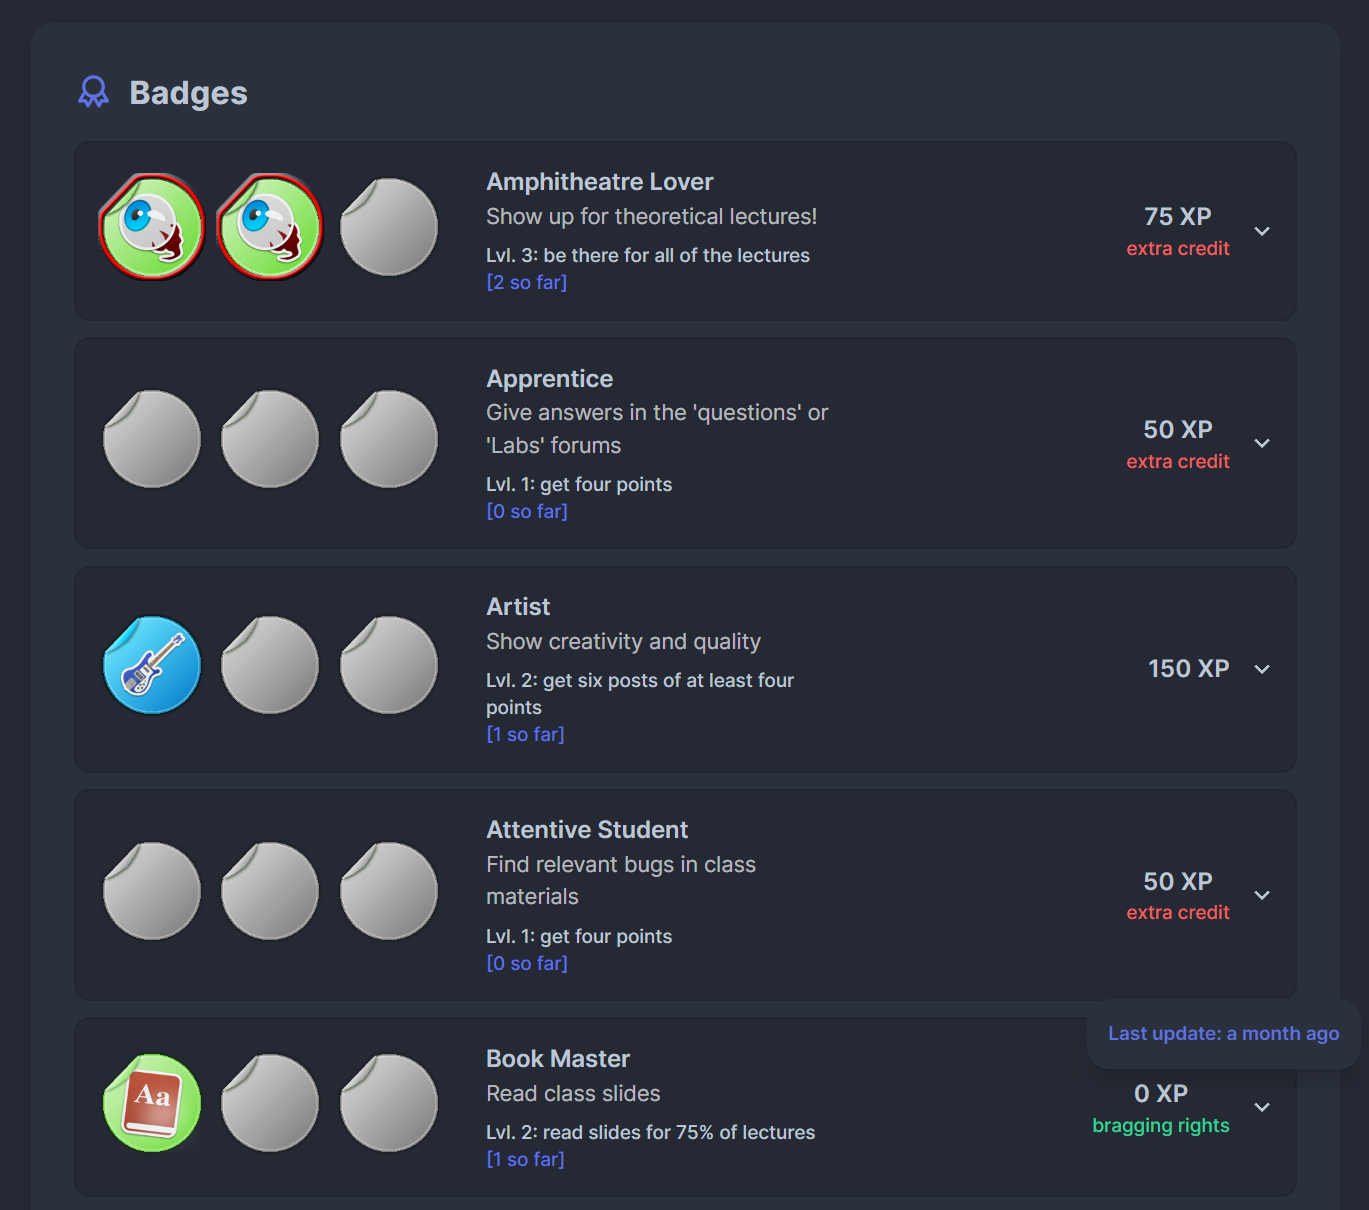 Badges
Amphitheatre Lover
Show up for theoretical lectures!
Lvl. 3: be there for all of the lectures
[2 so far]
75 XP
extra credit
Apprentice
Give answers in the 'questions' or
'Labs' forums
Lvl. 1: get four points
[0 so far]
50 XP
extra credit
Artist
Show creativity and quality
Lvl. 2: get six posts of at least four
points
[1 so far]
150 XP
Attentive Student
Find relevant bugs in class
materials
Lvl. 1: get four points
[0 so far]
50 XP
extra credit
Last update: a month ago
Aa
Book Master
Read class slides
Lvl. 2: read slides for 75% of lectures
[1 so far]
0 XP
bragging rights